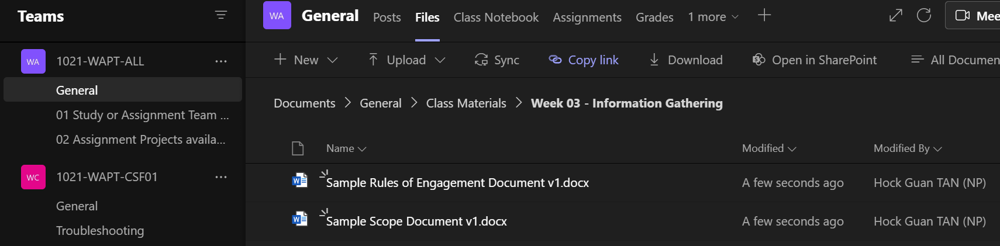 Teams
WA 1021-WAPT-ALL ...
General
01 Study or Assignment Team ...
02 Assignment Projects availa...
WC 1021-WAPT-CSF01 ...
General
Troubleshooting
WA General Posts Files Class Notebook Assignments Grades 1 more Mee
New Upload Sync Copy link Download Open in SharePoint All Documen
Documents > General > Class Materials > Week 03 - Information Gathering
Name Modified Modified By
Sample Rules of Engagement Document v1.docx A few seconds ago Hock Guan TAN (NP)
Sample Scope Document v1.docx A few seconds ago Hock Guan TAN (NP)